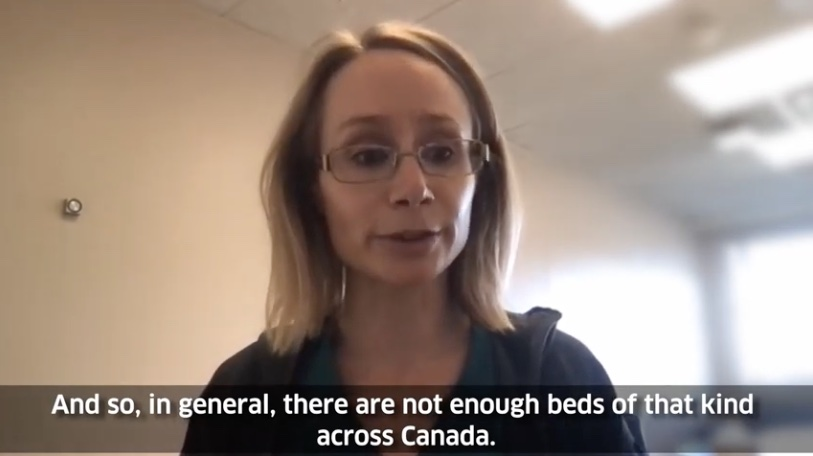 And so, in general, there are not enough beds of that kind
across Canada.